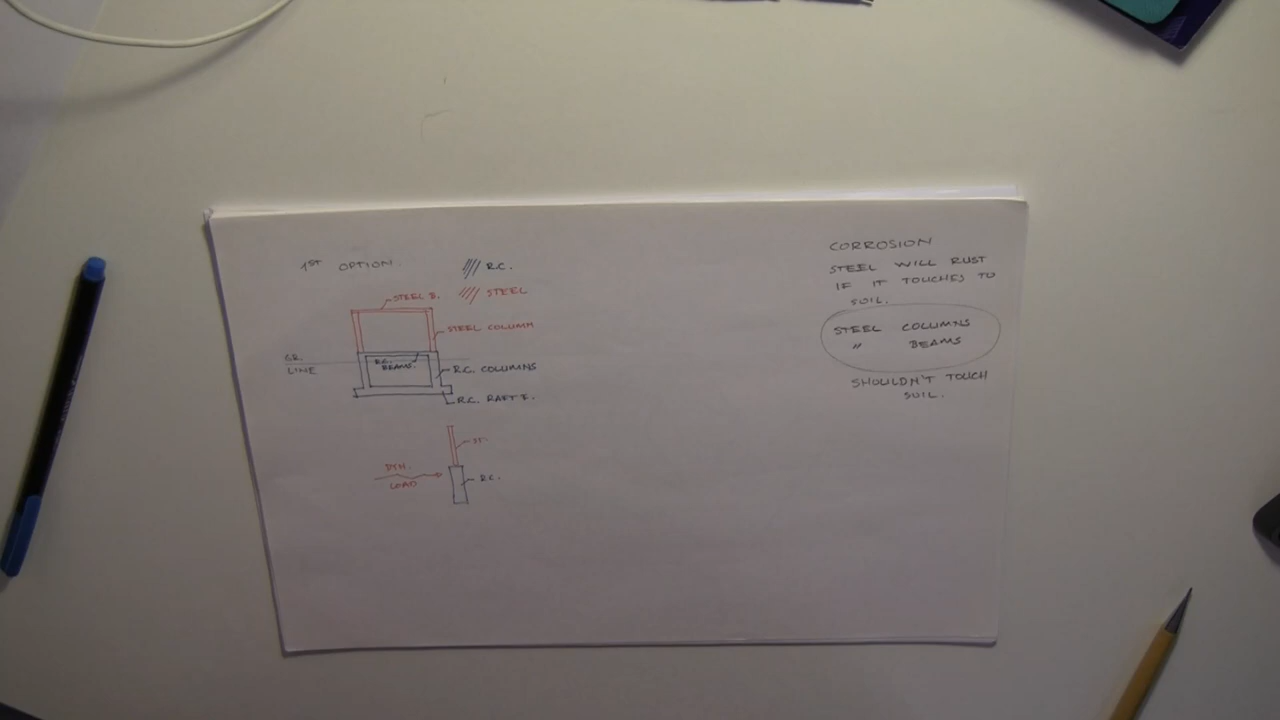 1ST OPTION.
R.C.
STEEL
STEEL B.
STEEL COLUMN
GR.
LINE
R.C.
BEAMS.
R.C. COLUMNS
R.C. RAFT F.
ST.
DYN.
LOAD
R.C.
CORROSION
STEEL WILL RUST
IF IT TOUCHES TO
SOIL.
STEEL COLUMNS
〃 BEAMS
SHOULDN'T TOUCH
SOIL.